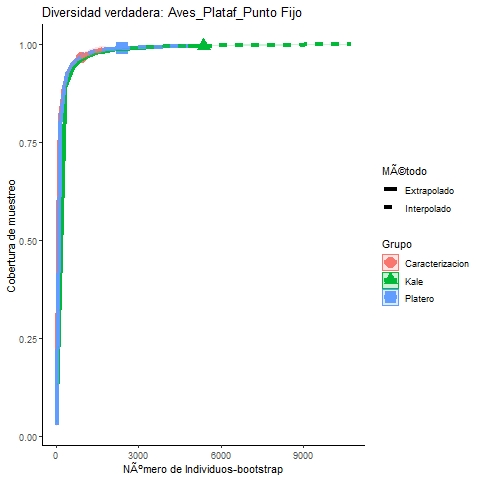 Diversidad verdadera: Aves_Plataf_Punto Fijo
1.00
0.75
0.50
0.25
0.00
Cobertura de muestreo
0
3000
6000
9000
NÃºmero de Individuos-bootstrap
MÃ©todo
Extrapolado
Interpolado
Grupo
Caracterizacion
Kale
Platero